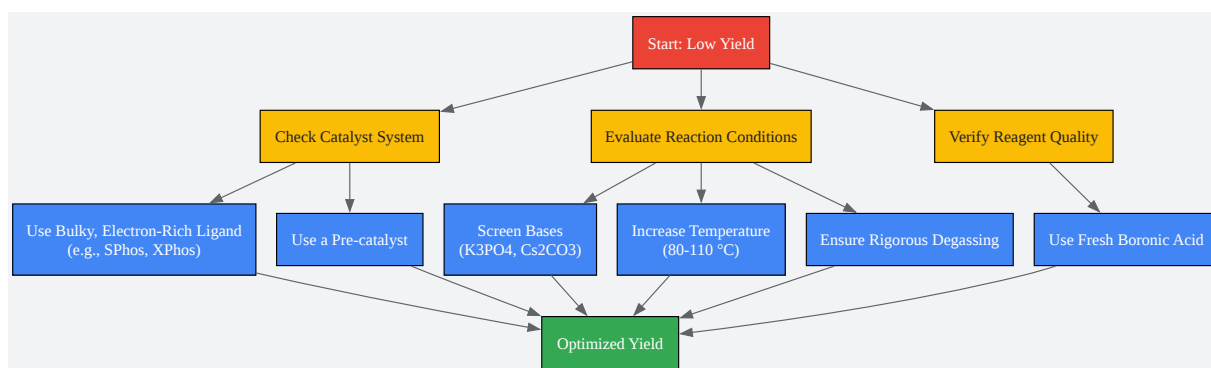 Start: Low Yield
Check Catalyst System
Evaluate Reaction Conditions
Verify Reagent Quality
Use Bulky, Electron-Rich Ligand
(e.g., SPhos, XPhos)
Use a Pre-catalyst
Screen Bases
(K3PO4, Cs2CO3)
Increase Temperature
(80-110 °C)
Ensure Rigorous Degassing
Use Fresh Boronic Acid
Optimized Yield